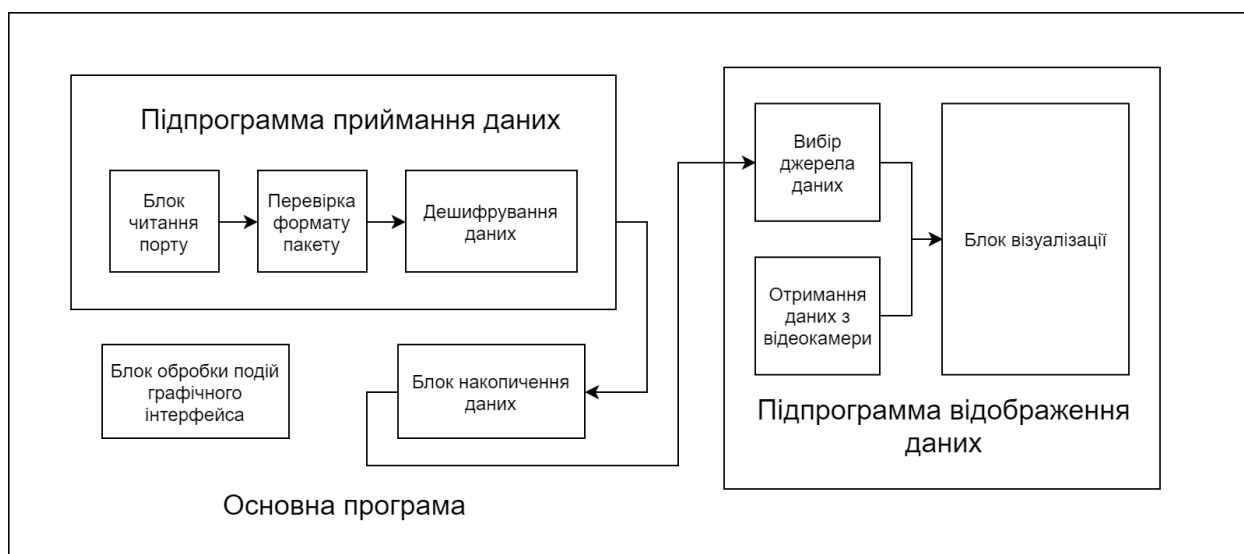 Підпрограмма приймання даних
Блок
читання
порту
Перевірка
формату
пакету
Дешифрування
даних
Блок обробки подій
графічного
інтерфейса
Блок накопичення
даних
Основна програма
Вибір
джерела
даних
Отримання
даних з
відеокамери
Блок візуалізації
Підпрограмма відображення
даних